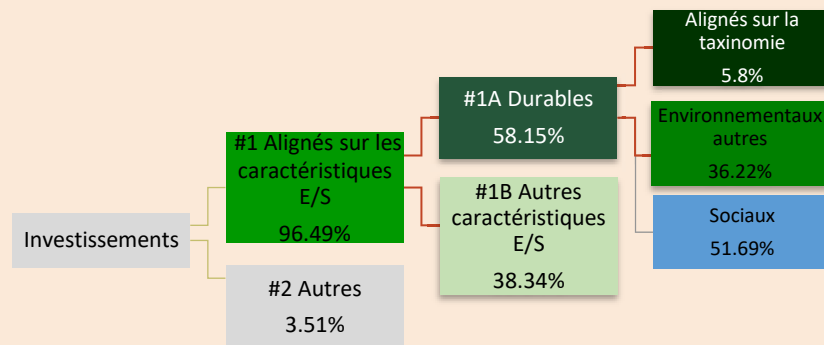 Investissements
#1 Alignés sur les
caractéristiques
E/S
96.49%
#2 Autres
3.51%
#1A Durables
58.15%
#1B Autres
caractéristiques
E/S
38.34%
Alignés sur la
taxinomie
5.8%
Environnementaux
autres
36.22%
Sociaux
51.69%